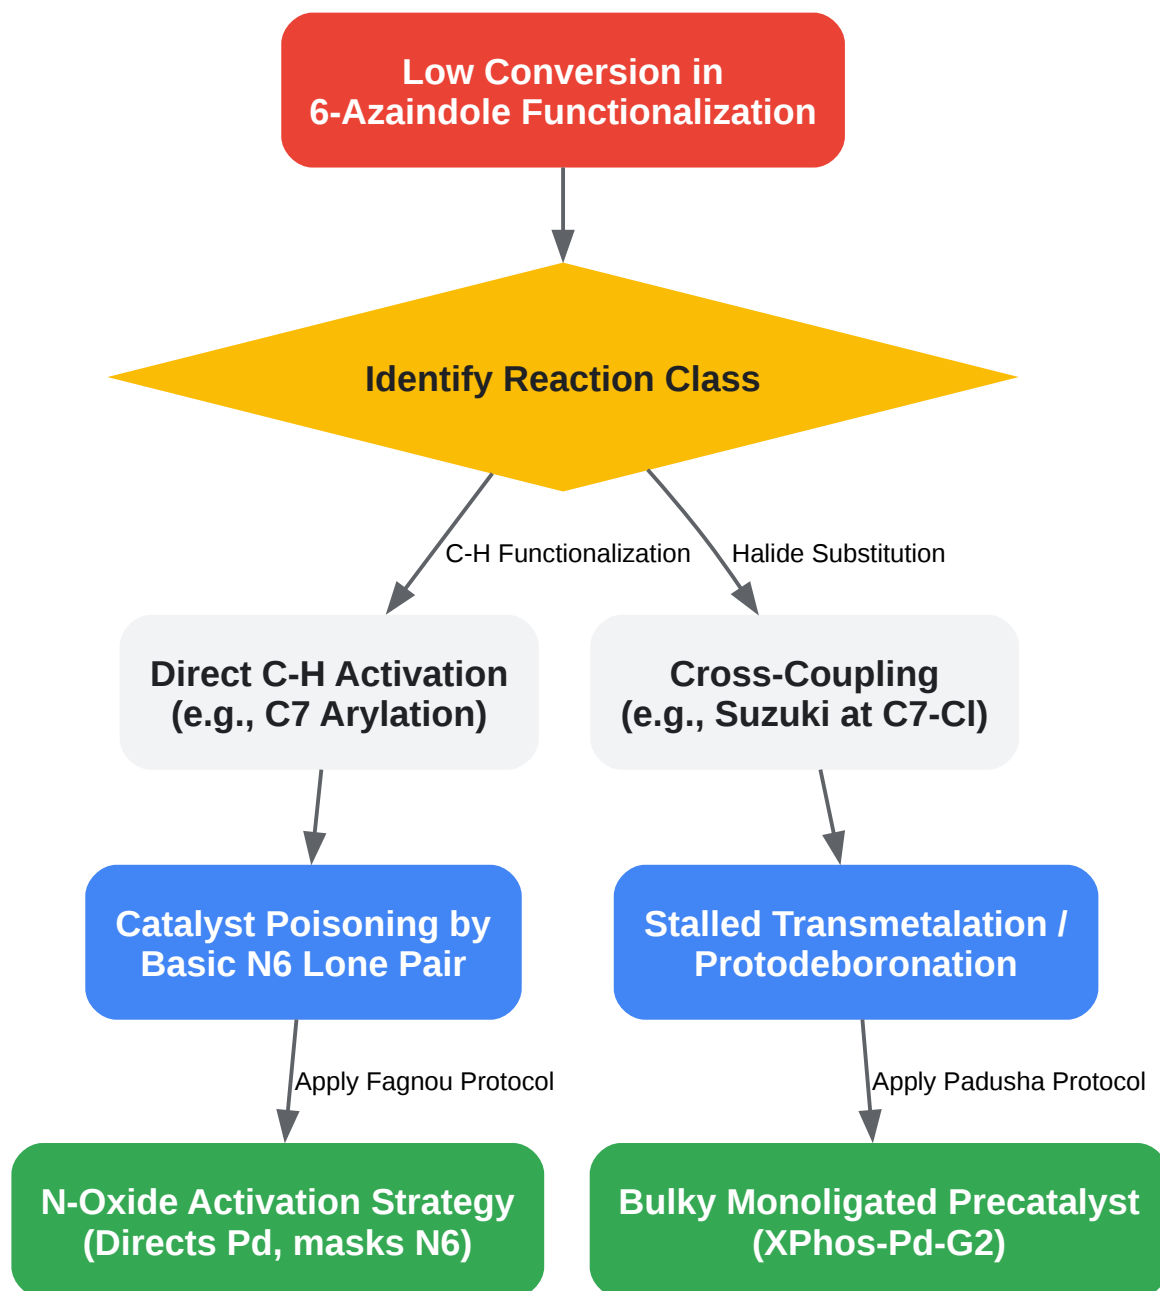 Low Conversion in
6-Azaindole Functionalization
Identify Reaction Class
C-H Functionalization
Halide Substitution
Direct C-H Activation
(e.g., C7 Arylation)
Cross-Coupling
(e.g., Suzuki at C7-Cl)
Catalyst Poisoning by
Basic N6 Lone Pair
Stalled Transmetalation /
Protodeboronation
Apply Fagnou Protocol
Apply Padusha Protocol
N-Oxide Activation Strategy
(Directs Pd, masks N6)
Bulky Monoligated Precatalyst
(XPhos-Pd-G2)